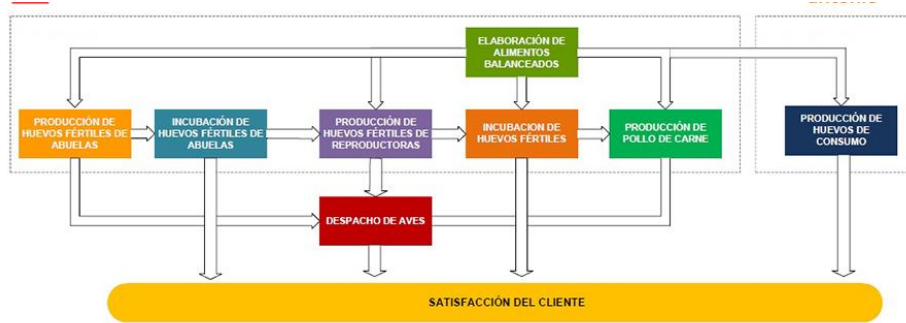 ELABORACIÓN DE
ALIMENTOS
BALANCEADOS
PRODUCCIÓN DE
HUEVOS FÉRTILES DE
ABUELAS
INCUBACIÓN DE
HUEVOS FÉRTILES DE
ABUELAS
PRODUCCIÓN DE
HUEVOS FÉRTILES DE
REPRODUCTORAS
INCUBACION DE
HUEVOS FÉRTILES
PRODUCCIÓN DE
POLLO DE CARNE
PRODUCCIÓN DE
HUEVOS DE
CONSUMO
DESPACHO DE AVES
SATISFACCIÓN DEL CLIENTE